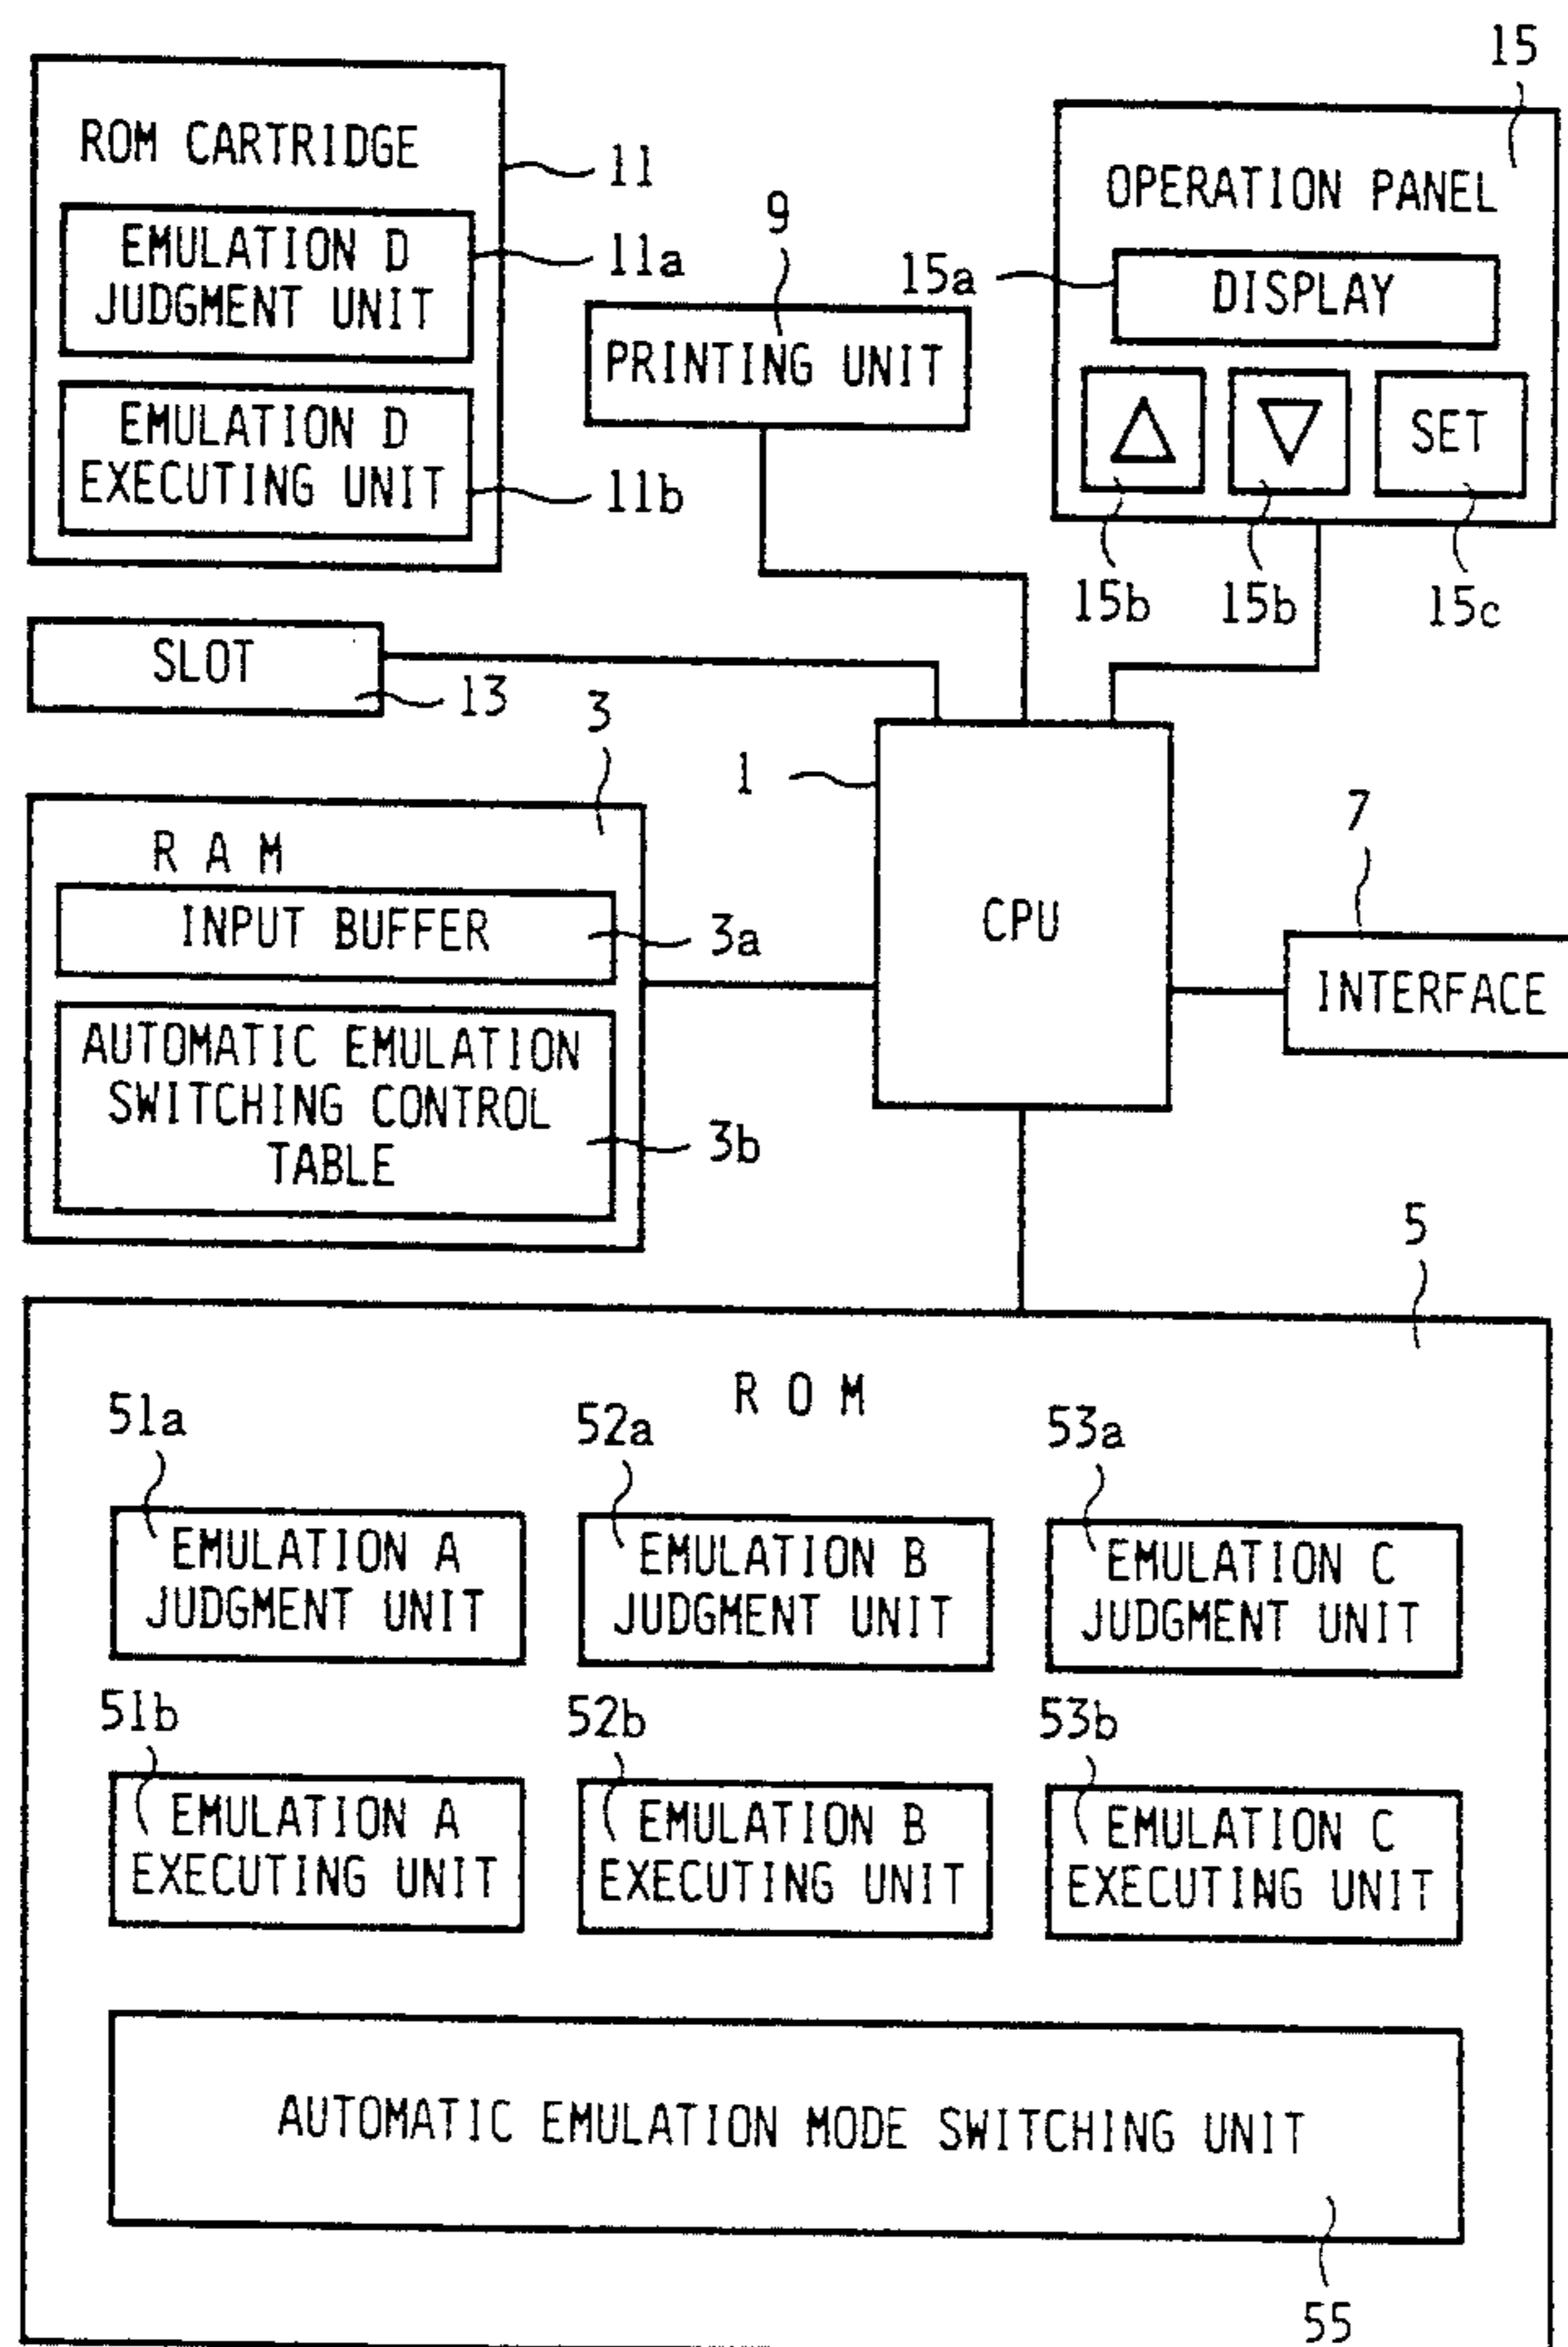 15
ROM CARTRIDGE
11
EMULATION D
JUDGMENT UNIT
11a
EMULATION D
EXECUTING UNIT
11b
9
PRINTING UNIT
OPERATION PANEL
15a
DISPLAY
SET
15b
15b
15c
SLOT
13
3
R A M
INPUT BUFFER
3a
AUTOMATIC EMULATION
SWITCHING CONTROL
TABLE
3b
1
CPU
7
INTERFACE
5
R O M
51a
52a
53a
EMULATION A
JUDGMENT UNIT
EMULATION B
JUDGMENT UNIT
EMULATION C
JUDGMENT UNIT
51b
52b
53b
EMULATION A
EXECUTING UNIT
EMULATION B
EXECUTING UNIT
EMULATION C
EXECUTING UNIT
AUTOMATIC EMULATION MODE SWITCHING UNIT
55